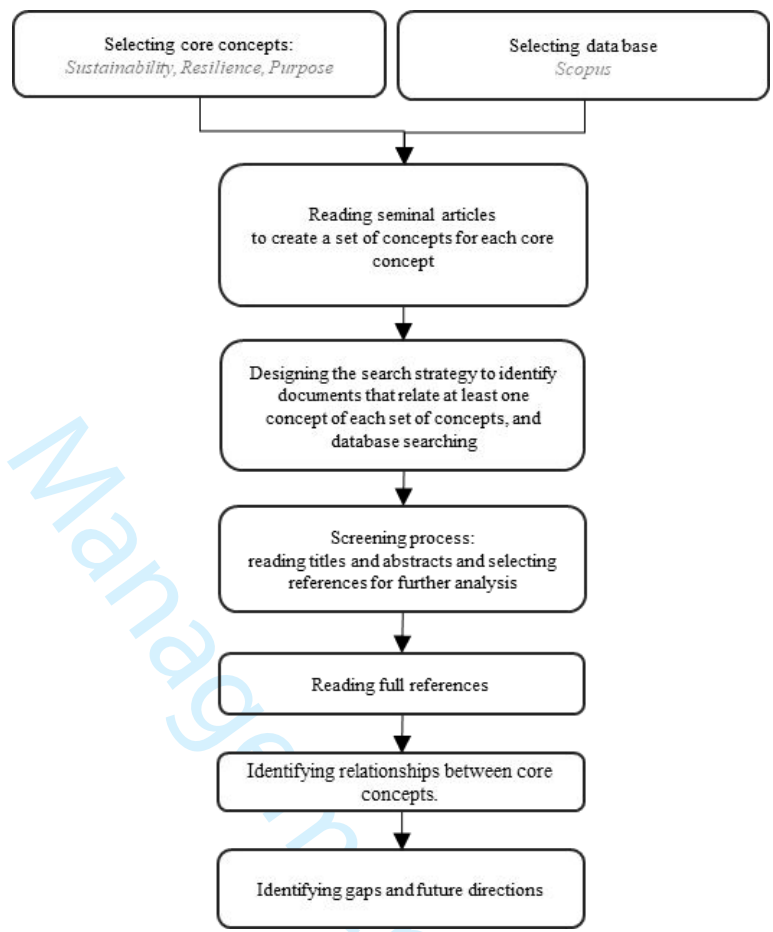 Selecting core concepts:
Sustainability, Resilience, Purpose
Selecting data base
Scopus
Reading seminal articles
to create a set of concepts for each core
concept
Designing the search strategy to identify
documents that relate at least one
concept of each set of concepts, and
database searching
Screening process:
reading titles and abstracts and selecting
references for further analysis
Reading full references
Identifying relationships between core
concepts.
Identifying gaps and future directions